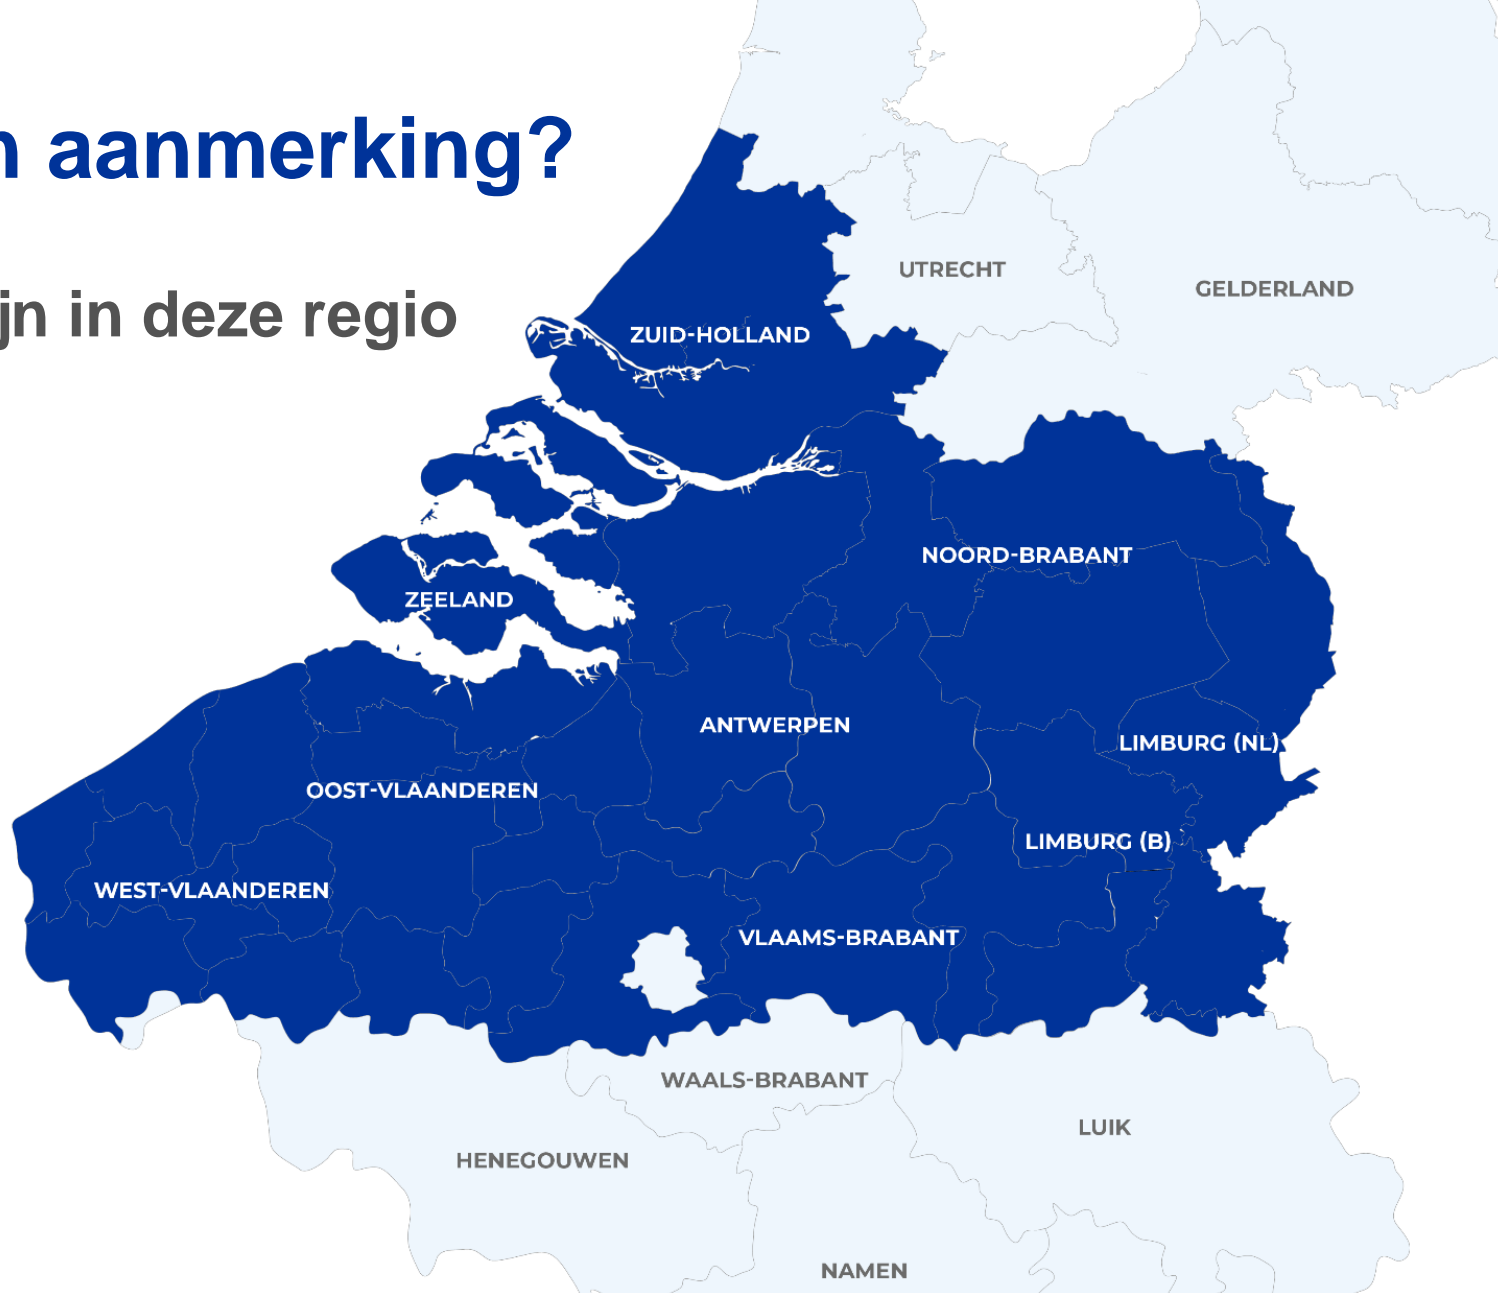 n aanmerking?
ijn in deze regio
UTRECHT
GELDERLAND
ZUID-HOLLAND
NOORD-BRABANT
ZEELAND
ANTWERPEN
LIMBURG (NL)
OOST-VLAANDEREN
LIMBURG (B)
WEST-VLAANDEREN
VLAAMS-BRABANT
WAALS-BRABANT
LUIK
HENEGOUWEN
NAMEN